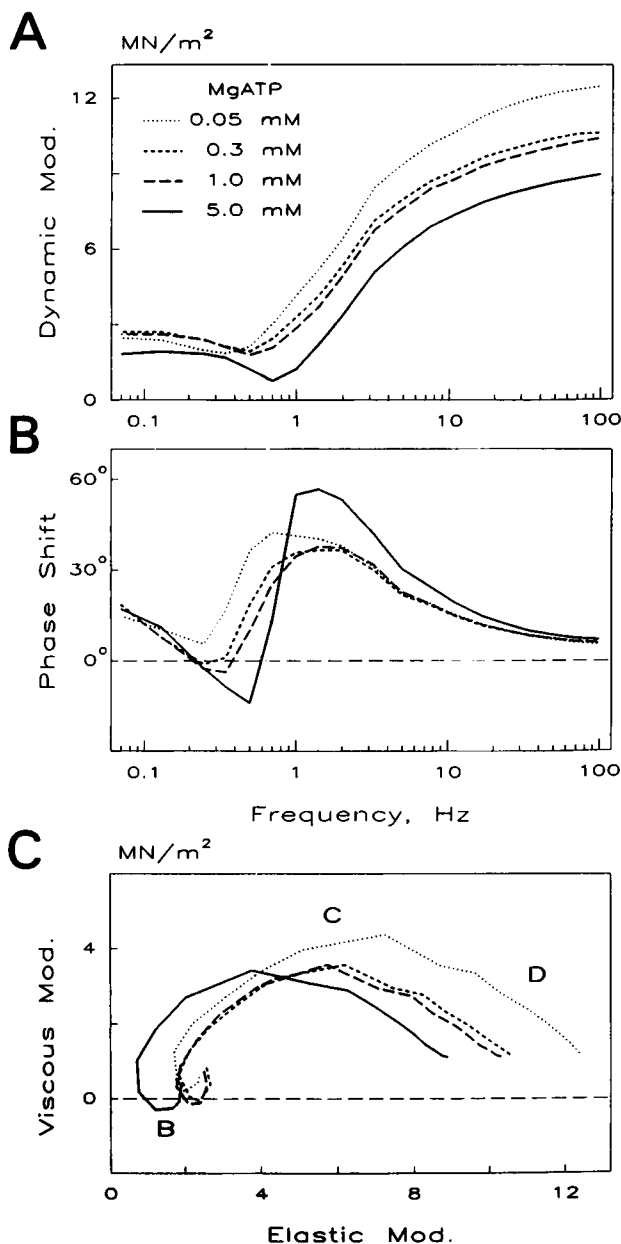 A
MN/m²
Dynamic Mod.
12
6
0
MgATP
0.05 mM
0.3 mM
1.0 mM
5.0 mM
0.1 1 10 100
B
Phase Shift
60°
30°
0°
0.1 1 10 100
Frequency, Hz
C
MN/m²
Viscous Mod.
4
0
C
D
B
0 4 8 12
Elastic Mod.